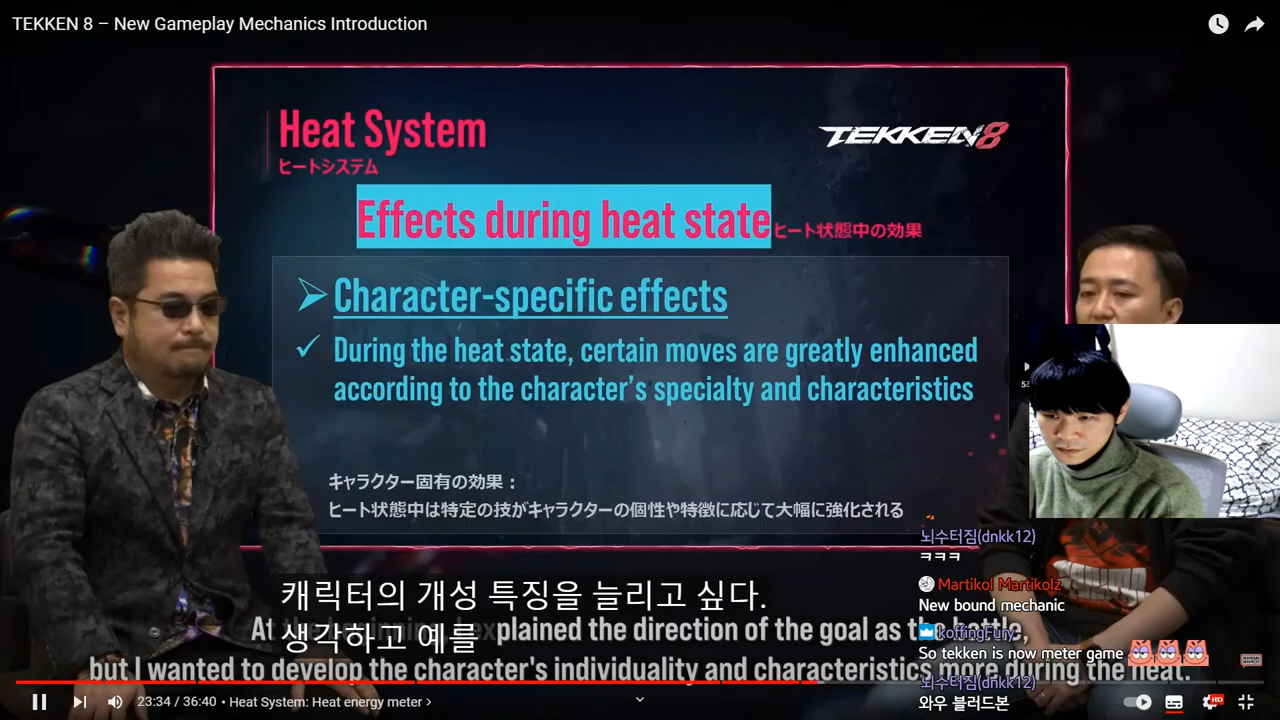 TEKKEN 8 – New Gameplay Mechanics Introduction
Heat System
ヒートシステム
TEKKEN 8
Effects during heat state ヒート状態中の効果
Character-specific effects
During the heat state, certain moves are greatly enhanced
according to the character's specialty and characteristics
キャラクター固有の効果：
ヒート状態中は特定の技がキャラクターの個性や特徴に応じて大幅に強化される
캐릭터의 개성 특징을 늘리고 싶다.
생각하고 예를
At plained the direction of the goal as the battle,
but I wanted to develop the character's individuality and characteristics more during the heat.
뇌수터짐(dnkk12)
ㅋㅋㅋ
Martikol Martikolz
New bound mechanic
koffingFury
So tekken is now meter game
뇌수터짐(dnkk12)
와우 블러드본
BANDAI NAMCO
23:34 / 36:40 • Heat System: Heat energy meter
HD